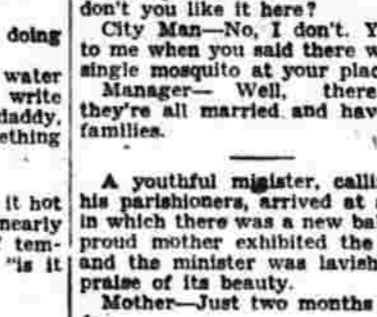 doing
water
write
daddy,
ething
it hot
nearly
tem-
"is it
don't you like it here?
City Man—No, I don't. Y
to me when you said there w
single mosquito at your plac
Manager— Well, there
they're all married and hav
families.
A youthful minister, calli
his parishioners, arrived at
in which there was a new ba
proud mother exhibited the
and the minister was lavish
praise of its beauty.
Mother—Just two months